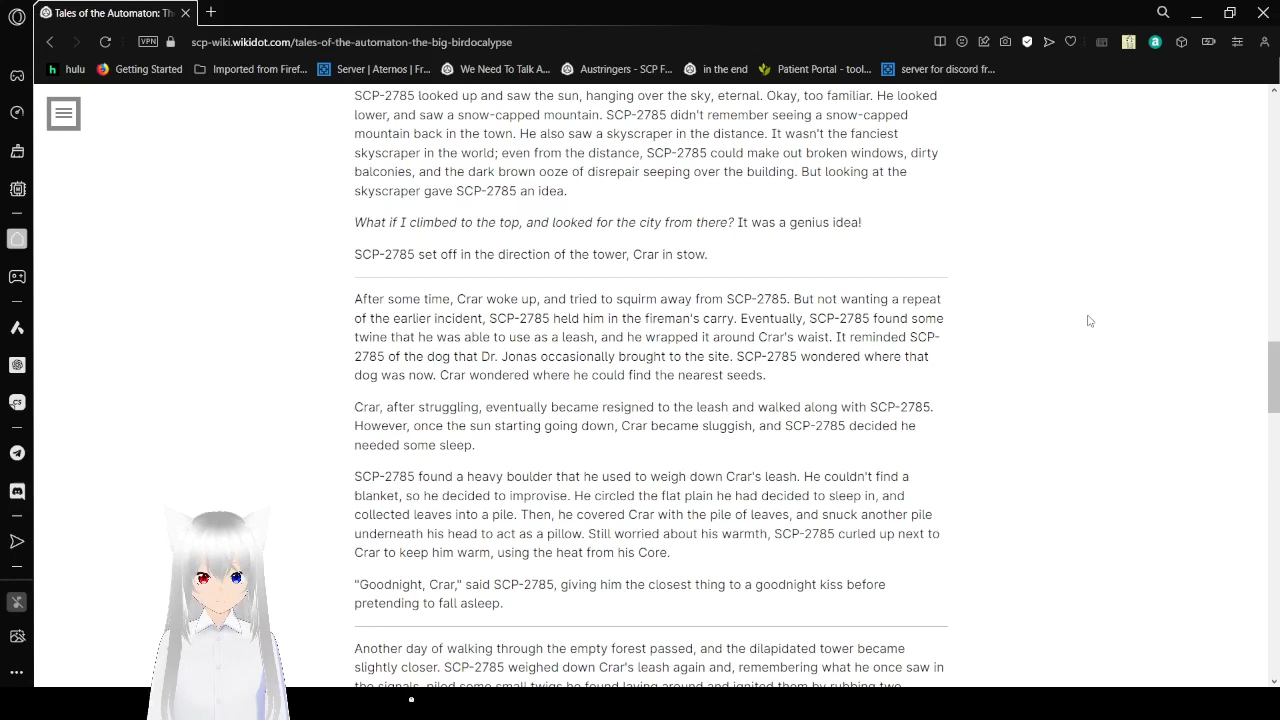 Tales of the Automaton: Th
scp-wiki.wikidot.com/tales-of-the-automaton-the-big-birdocalypse
VPN
hulu
Getting Started
Imported from Firef...
Server | Aternos | Fr...
We Need To Talk A...
Austringers - SCP F...
in the end
Patient Portal - tool...
server for discord fr...
SCP-2785 looked up and saw the sun, hanging over the sky, eternal. Okay, too familiar. He looked
lower, and saw a snow-capped mountain. SCP-2785 didn't remember seeing a snow-capped
mountain back in the town. He also saw a skyscraper in the distance. It wasn't the fanciest
skyscraper in the world; even from the distance, SCP-2785 could make out broken windows, dirty
balconies, and the dark brown ooze of disrepair seeping over the building. But looking at the
skyscraper gave SCP-2785 an idea.
What if I climbed to the top, and looked for the city from there? It was a genius idea!
SCP-2785 set off in the direction of the tower, Crar in stow.
After some time, Crar woke up, and tried to squirm away from SCP-2785. But not wanting a repeat
of the earlier incident, SCP-2785 held him in the fireman's carry. Eventually, SCP-2785 found some
twine that he was able to use as a leash, and he wrapped it around Crar's waist. It reminded SCP-
2785 of the dog that Dr. Jonas occasionally brought to the site. SCP-2785 wondered where that
dog was now. Crar wondered where he could find the nearest seeds.
Crar, after struggling, eventually became resigned to the leash and walked along with SCP-2785.
However, once the sun starting going down, Crar became sluggish, and SCP-2785 decided he
needed some sleep.
SCP-2785 found a heavy boulder that he used to weigh down Crar's leash. He couldn't find a
blanket, so he decided to improvise. He circled the flat plain he had decided to sleep in, and
collected leaves into a pile. Then, he covered Crar with the pile of leaves, and snuck another pile
underneath his head to act as a pillow. Still worried about his warmth, SCP-2785 curled up next to
Crar to keep him warm, using the heat from his Core.
"Goodnight, Crar," said SCP-2785, giving him the closest thing to a goodnight kiss before
pretending to fall asleep.
Another day of walking through the empty forest passed, and the dilapidated tower became
slightly closer. SCP-2785 weighed down Crar's leash again and, remembering what he once saw in
the signals, piled some small twigs he found laying around and ignited them by rubbing two